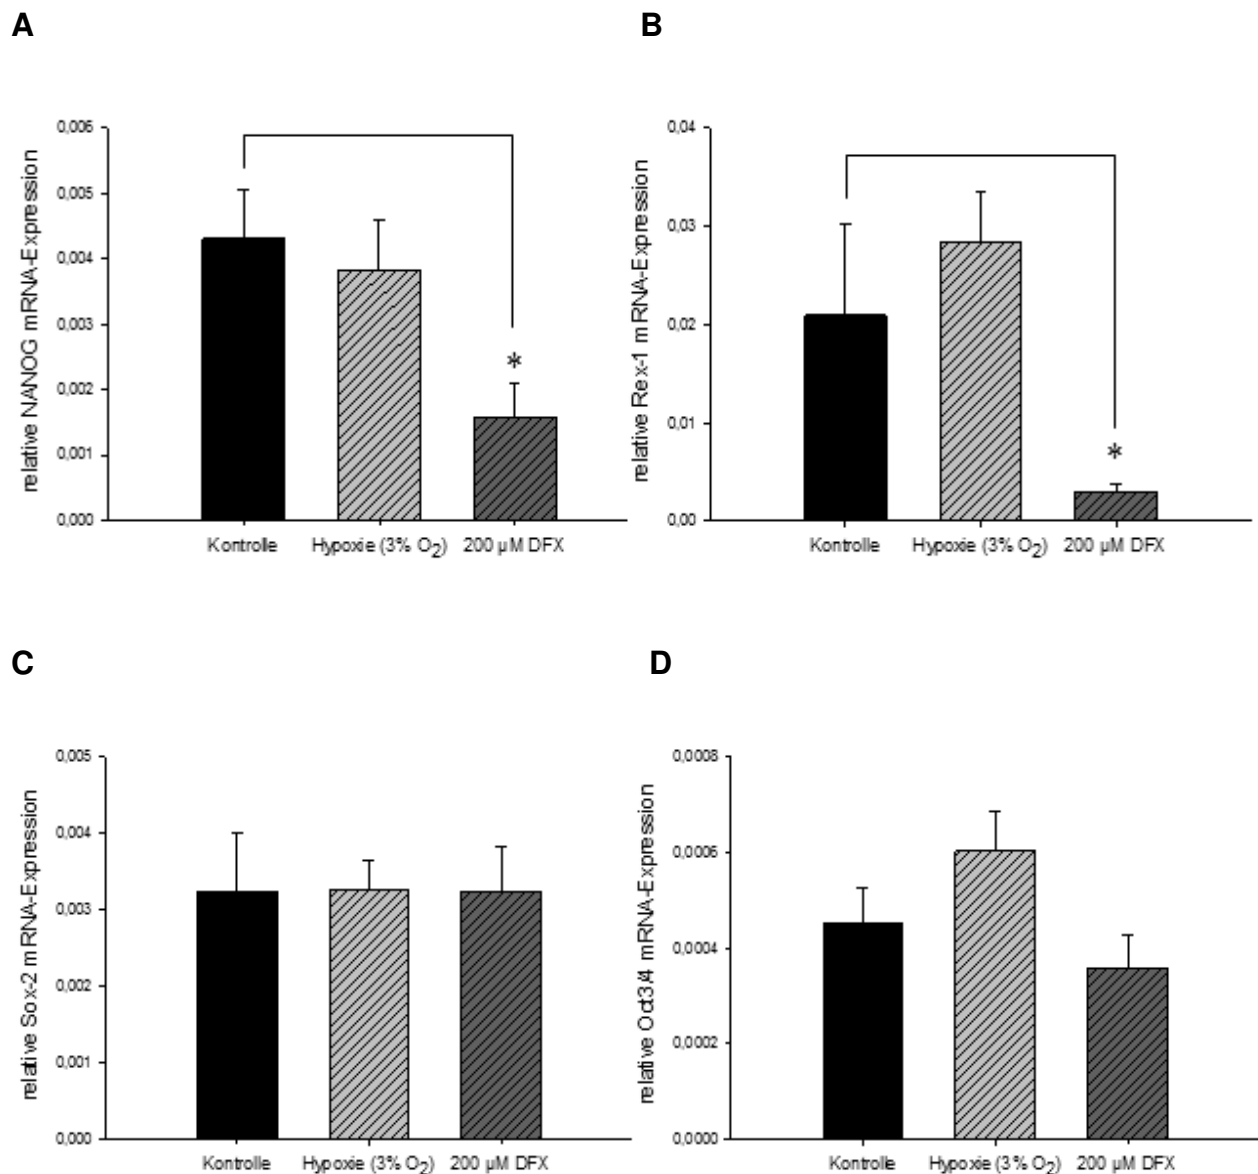 A
B
relative NANOG mRNA-Expression
0,006
0,005
0,004
0,003
0,002
0,001
0,000
*
Kontrolle
Hypoxie (3% O2)
200 µM DFX
relative Rex-1 mRNA-Expression
0,04
0,03
0,02
0,01
0,00
*
Kontrolle
Hypoxie (3% O2)
200 µM DFX
C
D
relative Sox-2 mRNA-Expression
0,005
0,004
0,003
0,002
0,001
0,000
Kontrolle
Hypoxie (3% O2)
200 µM DFX
relative Oct3/4 mRNA-Expression
0,0008
0,0006
0,0004
0,0002
0,0000
Kontrolle
Hypoxie (3% O2)
200 µM DFX